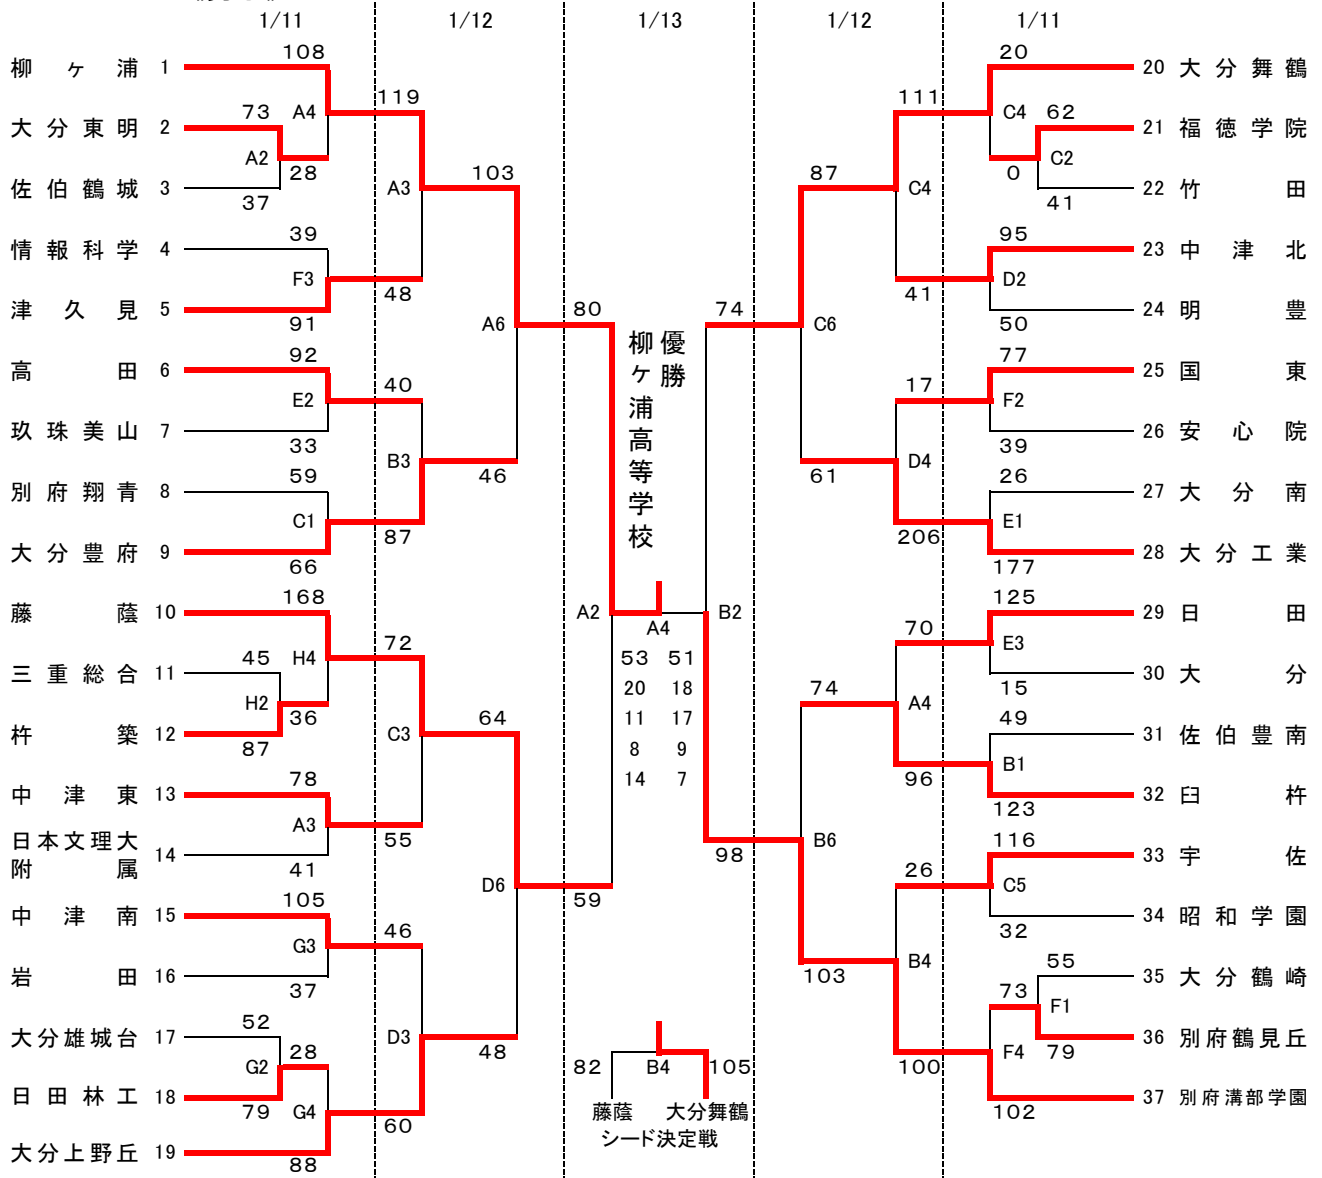 1/11
1/12
1/13
1/12
1/11
柳ヶ浦 1
大分東明 2
佐伯鶴城 3
情報科学 4
津久見 5
高田 6
玖珠美山 7
別府翔青 8
大分豊府 9
藤蔭 10
三重総合 11
杵築 12
中津東 13
日本文理大
附属 14
中津南 15
岩田 16
大分雄城台 17
日田林工 18
大分上野丘 19
108
73
A4
A2
28
37
39
F3
91
92
E2
33
59
C1
66
168
45
H4
H2
36
87
78
A3
41
105
G3
37
52
28
G2
79
G4
88
119
A3
48
40
B3
87
72
C3
55
46
D3
60
103
A6
46
64
D6
48
80
A2
59
優勝
柳ヶ浦高等学校
A4
53 51
20 18
11 17
8 9
14 7
82
B4
105
藤蔭 大分舞鶴
シード決定戦
74
B2
98
87
C6
61
74
B6
103
111
C4
41
17
D4
206
70
A4
96
26
B4
100
20
C4
62
C2
0
41
95
D2
50
77
F2
39
26
E1
177
125
E3
15
49
B1
123
116
C5
32
55
73
F1
F4
79
102
20 大分舞鶴
21 福徳学院
22 竹田
23 中津北
24 明豊
25 国東
26 安心院
27 大分南
28 大分工業
29 日田
30 大分
31 佐伯豊南
32 臼杵
33 宇佐
34 昭和学園
35 大分鶴崎
36 別府鶴見丘
37 別府溝部学園